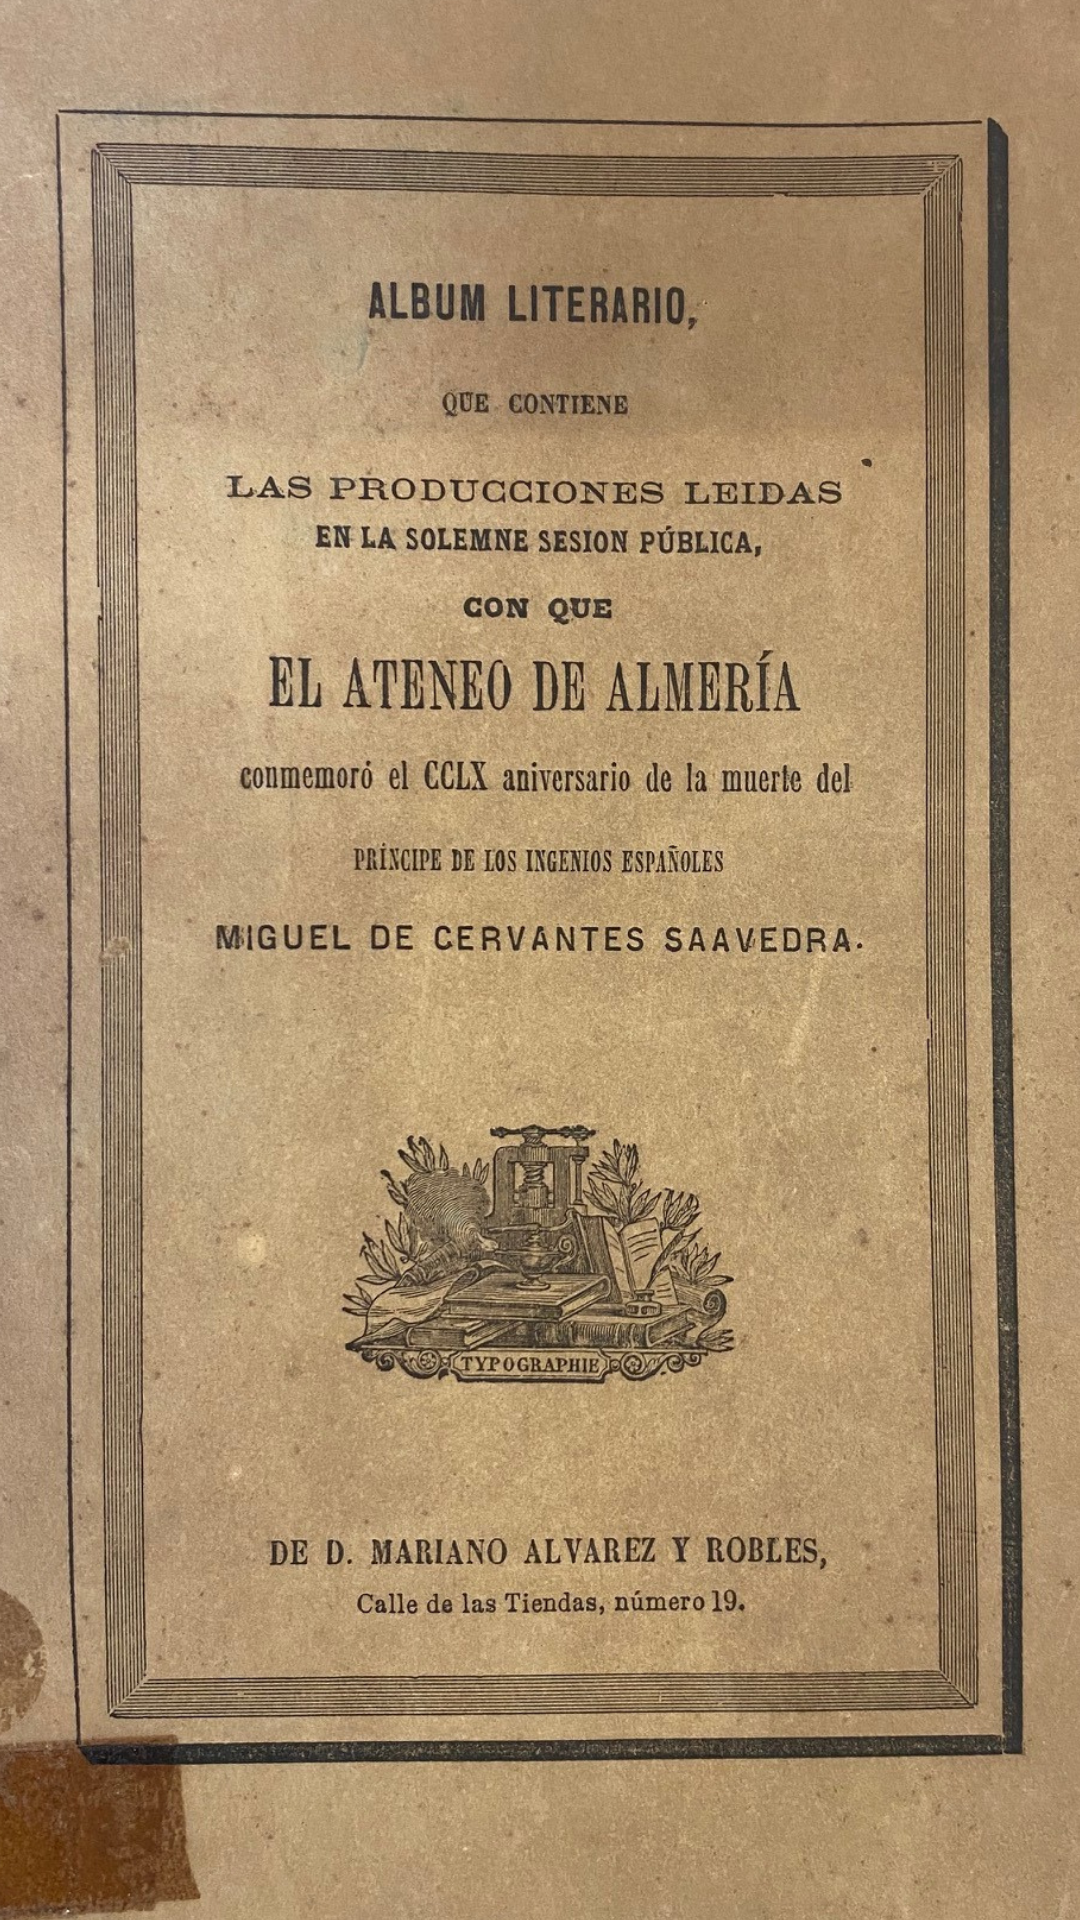 ALBUM LITERARIO,
QUE CONTIENE
LAS PRODUCCIONES LEIDAS
EN LA SOLEMNE SESION PÚBLICA,
CON QUE
EL ATENEO DE ALMERÍA
conmemoró el CCLX aniversario de la muerte del
PRÍNCIPE DE LOS INGENIOS ESPAÑOLES
MIGUEL DE CERVANTES SAAVEDRA.
TYPOGRAPHIE
DE D. MARIANO ALVAREZ Y ROBLES,
Calle de las Tiendas, número 19.